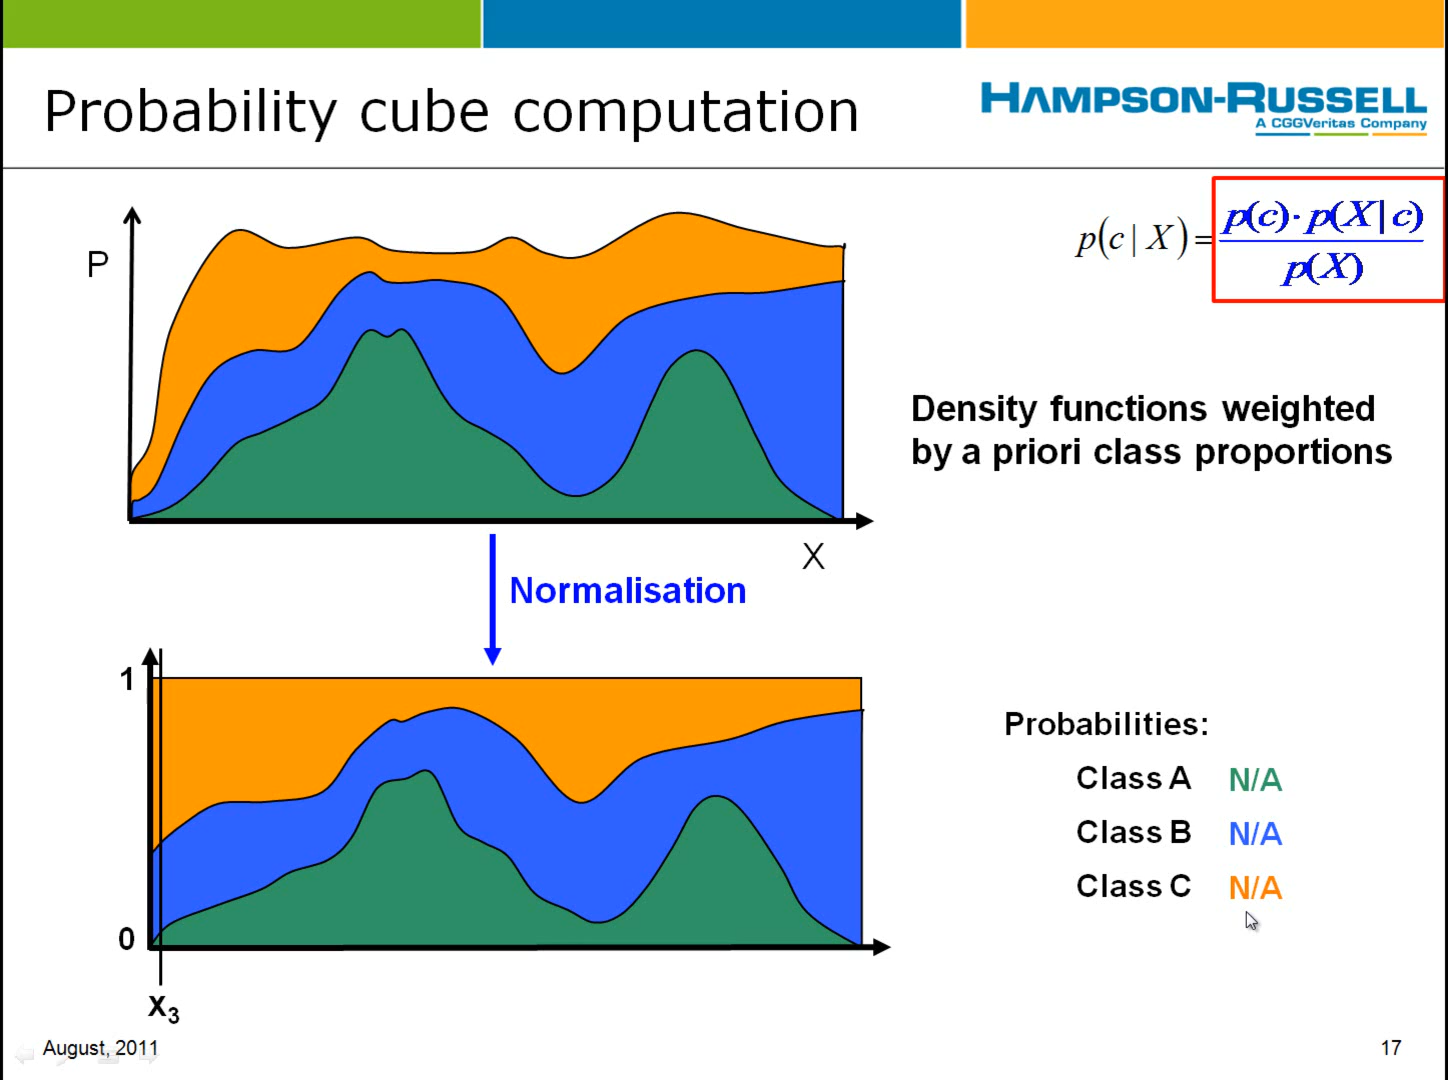 Probability cube computation
HAMPSON-RUSSELL
A CGGVeritas Company
P
p(c | X) = p(c) · p(X | c)
p(X)
Density functions weighted
by a priori class proportions
X
Normalisation
1
0
x₃
Probabilities:
Class A N/A
Class B N/A
Class C N/A
August, 2011
17